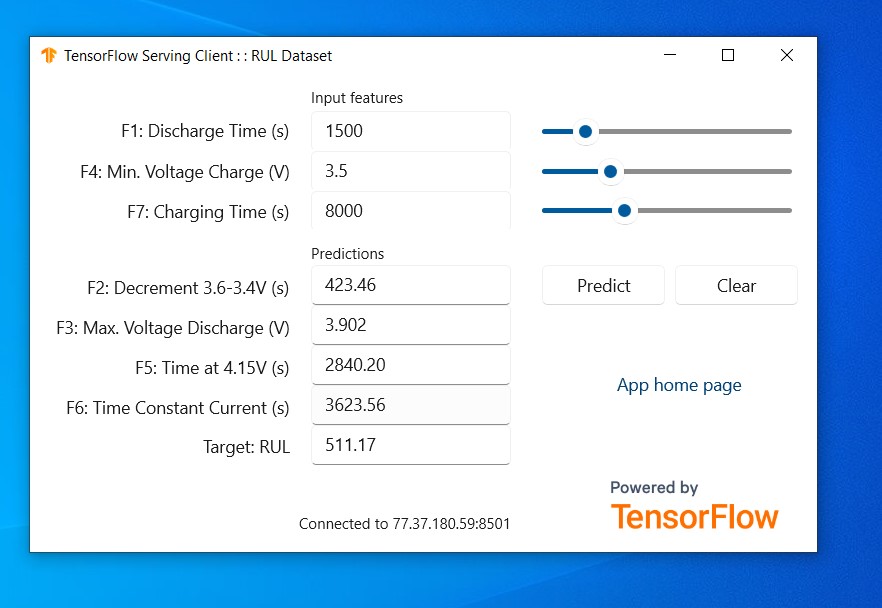 TensorFlow Serving Client : : RUL Dataset
Input features
F1: Discharge Time (s) 1500
F4: Min. Voltage Charge (V) 3.5
F7: Charging Time (s) 8000
Predictions
F2: Decrement 3.6-3.4V (s) 423.46 Predict Clear
F3: Max. Voltage Discharge (V) 3.902
F5: Time at 4.15V (s) 2840.20
App home page
F6: Time Constant Current (s) 3623.56
Target: RUL 511.17
Powered by
TensorFlow
Connected to 77.37.180.59:8501